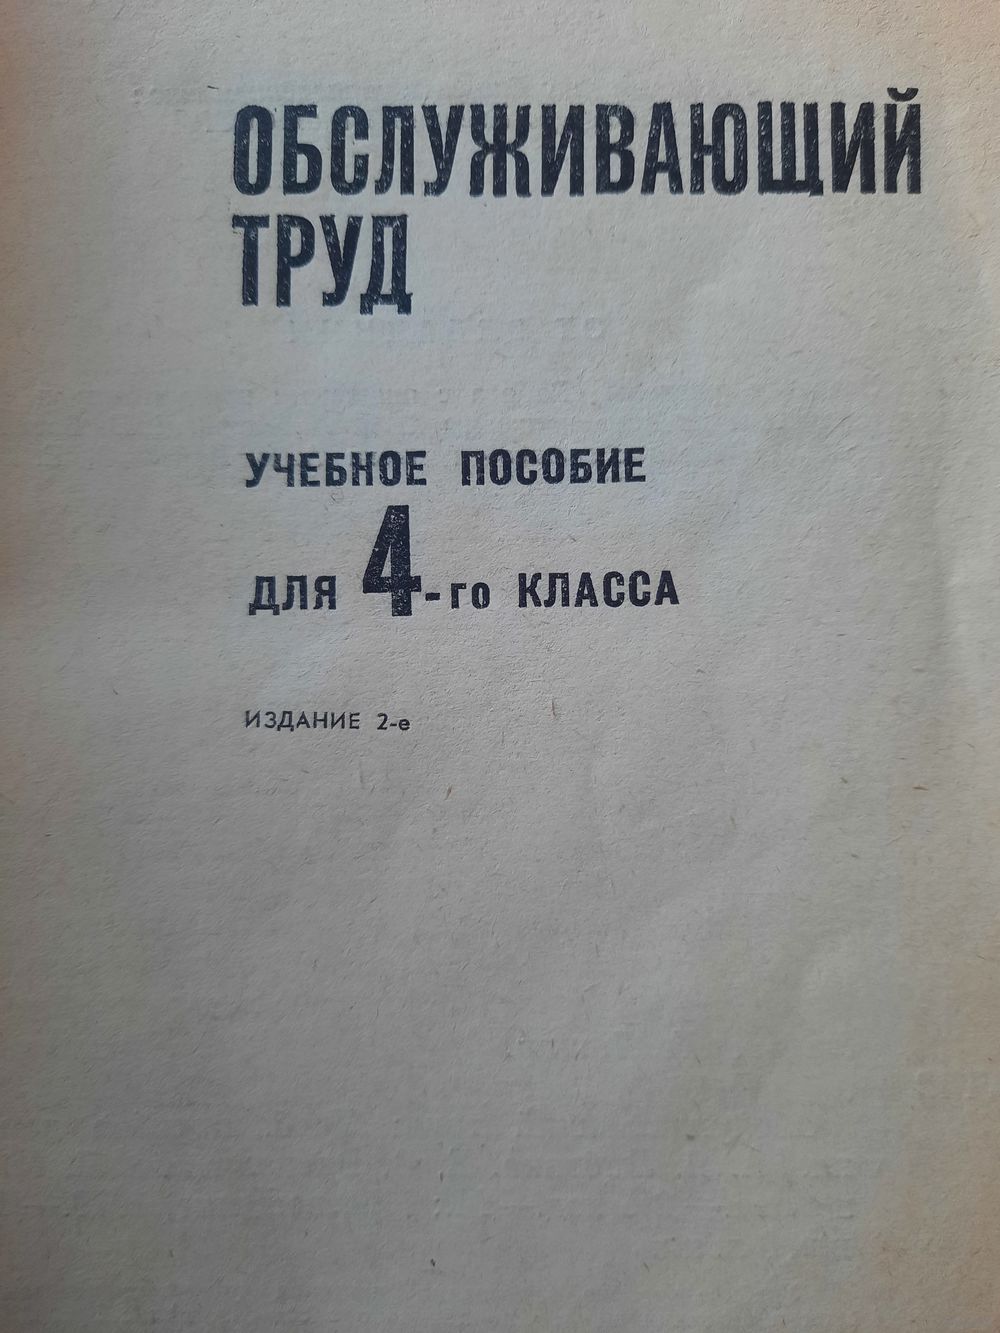 ОБСЛУЖИВАЮЩИЙ
ТРУД
УЧЕБНОЕ ПОСОБИЕ
ДЛЯ 4-го КЛАССА
ИЗДАНИЕ 2-е